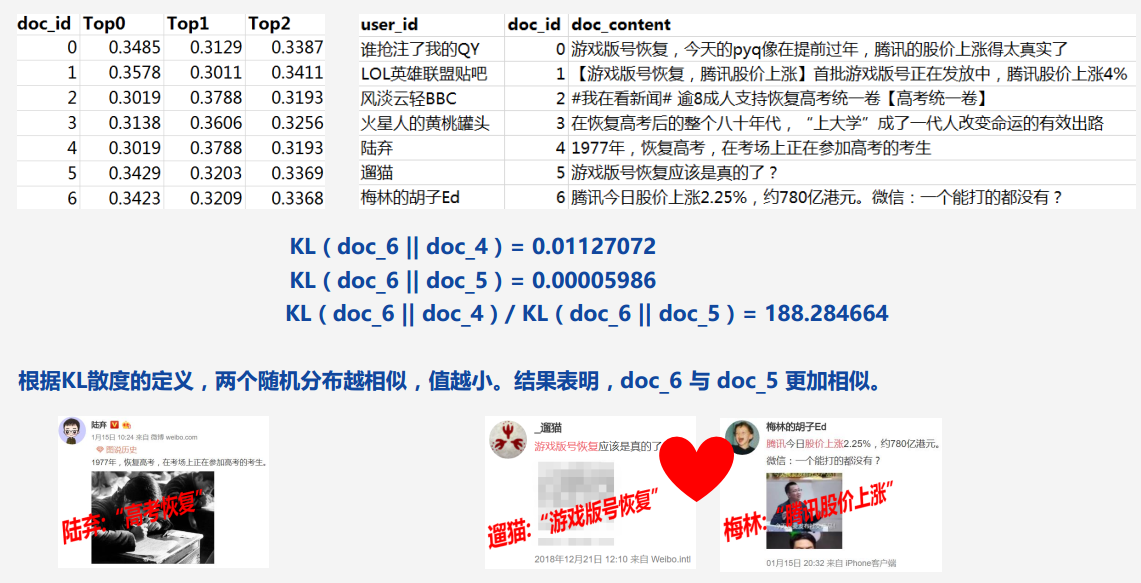 doc_id Top0 Top1 Top2
0 0.3485 0.3129 0.3387
1 0.3578 0.3011 0.3411
2 0.3019 0.3788 0.3193
3 0.3138 0.3606 0.3256
4 0.3019 0.3788 0.3193
5 0.3429 0.3203 0.3369
6 0.3423 0.3209 0.3368
user_id doc_id doc_content
谁抢注了我的QY 0 游戏版号恢复，今天的pyq像在提前过年，腾讯的股价上涨得太真实了
LOL英雄联盟贴吧 1 【游戏版号恢复，腾讯股价上涨】首批游戏版号正在发放中，腾讯股价上涨4%
风淡云轻BBC 2 #我在看新闻# 逾8成人支持恢复高考统一卷【高考统一卷】
火星人的黄桃罐头 3 在恢复高考后的整个八十年代，“上大学”成了一代人改变命运的有效出路
陆弃 4 1977年，恢复高考，在考场上正在参加高考的考生
遛猫 5 游戏版号恢复应该是真的了？
梅林的胡子Ed 6 腾讯今日股价上涨2.25%，约780亿港元。微信：一个能打的都没有？
KL ( doc_6 || doc_4 ) = 0.01127072
KL ( doc_6 || doc_5 ) = 0.00005986
KL ( doc_6 || doc_4 ) / KL ( doc_6 || doc_5 ) = 188.284664
根据KL散度的定义，两个随机分布越相似，值越小。结果表明，doc_6 与 doc_5 更加相似。
陆弃
1月15日 10:24 来自 微博 weibo.com
图说历史
1977年，恢复高考，在考场上正在参加高考的考生。
陆弃:“高考恢复”
_遛猫
游戏版号恢复应该是真的了
遛猫:“游戏版号恢复”
2018年12月21日 12:10 来自 Weibo.intl
梅林的胡子Ed
腾讯今日股价上涨2.25%，约780亿港元。
微信：一个能打的都没有？
梅林:“腾讯股价上涨”
01月15日 20:32 来自 iPhone客户端